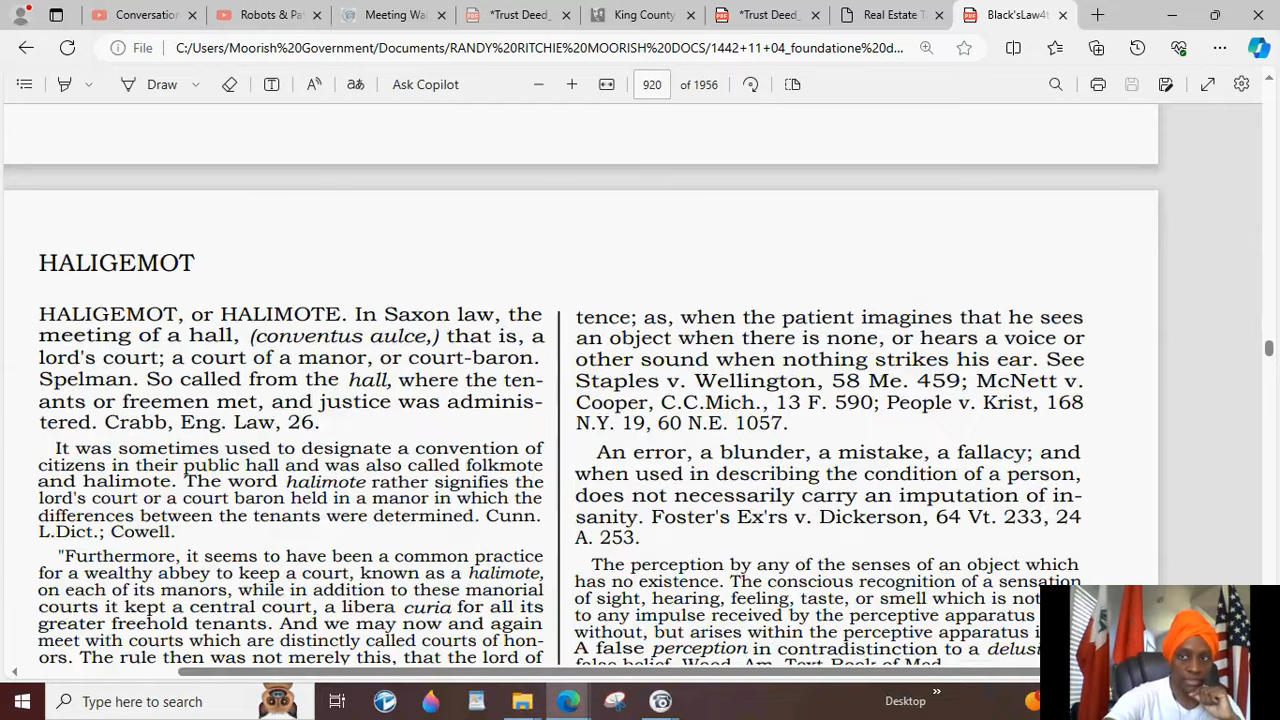 Conversation
Robots & Pa
Meeting Wai
*Trust Deed_
King County
*Trust Deed_
Real Estate T
Black'sLaw4t
File
C:/Users/Moorish%20Government/Documents/RANDY%20RITCHIE%20MOORISH%20DOCS/1442+11+04_foundatione%20d...
Draw
aあ
Ask Copilot
920 of 1956
HALIGEMOT
HALIGEMOT, or HALIMOTE. In Saxon law, the
meeting of a hall, (conventus aulce,) that is, a
lord's court; a court of a manor, or court-baron.
Spelman. So called from the hall, where the ten-
ants or freemen met, and justice was adminis-
tered. Crabb, Eng. Law, 26.
It was sometimes used to designate a convention of
citizens in their public hall and was also called folkmote
and halimote. The word halimote rather signifies the
lord's court or a court baron held in a manor in which the
differences between the tenants were determined. Cunn.
L.Dict.; Cowell.
"Furthermore, it seems to have been a common practice
for a wealthy abbey to keep a court, known as a halimote,
on each of its manors, while in addition to these manorial
courts it kept a central court, a libera curia for all its
greater freehold tenants. And we may now and again
meet with courts which are distinctly called courts of hon-
ors. The rule then was not merely this, that the lord of
tence; as, when the patient imagines that he sees
an object when there is none, or hears a voice or
other sound when nothing strikes his ear. See
Staples v. Wellington, 58 Me. 459; McNett v.
Cooper, C.C.Mich., 13 F. 590; People v. Krist, 168
N.Y. 19, 60 N.E. 1057.
An error, a blunder, a mistake, a fallacy; and
when used in describing the condition of a person,
does not necessarily carry an imputation of in-
sanity. Foster's Ex'rs v. Dickerson, 64 Vt. 233, 24
A. 253.
The perception by any of the senses of an object which
has no existence. The conscious recognition of a sensation
of sight, hearing, feeling, taste, or smell which is not
to any impulse received by the perceptive apparatus
without, but arises within the perceptive apparatus
A false perception in contradistinction to a delus
false belief. Wood, Am. Text Book of Med.
Type here to search
Desktop